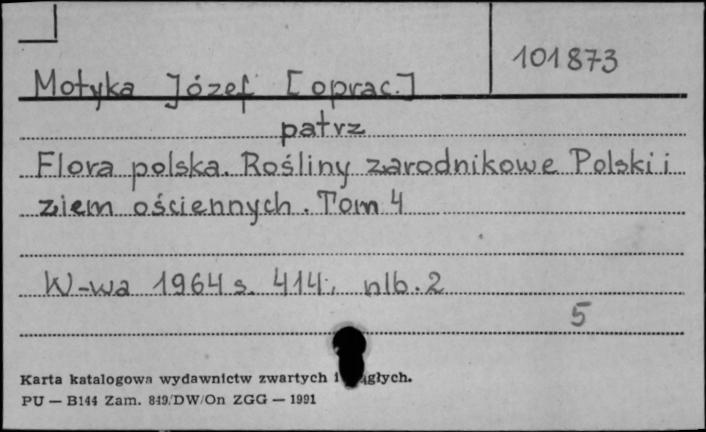 101873
Motyka Józef [oprac.]
patrz
Flora polska. Rośliny zarodnikowe Polski i
ziem ościennych. Tom 4
W-wa 1964 s. 414, nlb. 2
5
Karta katalogowa wydawnictw zwartych i
PU — B144 Zam. 849/DW/On ZGG — 1991